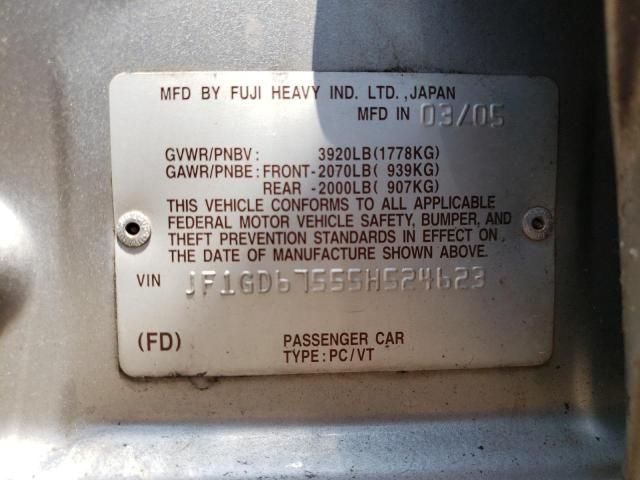 MFD BY FUJI HEAVY IND. LTD.,JAPAN
MFD IN 03/05
GVWR/PNBV: 3920LB(1778KG)
GAWR/PNBE:FRONT-2070LB( 939KG)
REAR -2000LB( 907KG)
THIS VEHICLE CONFORMS TO ALL APPLICABLE
FEDERAL MOTOR VEHICLE SAFETY, BUMPER, AND
THEFT PREVENTION STANDARDS IN EFFECT ON
THE DATE OF MANUFACTURE SHOWN ABOVE.
VIN JF1GD67555H524623
(FD) PASSENGER CAR
TYPE:PC/VT